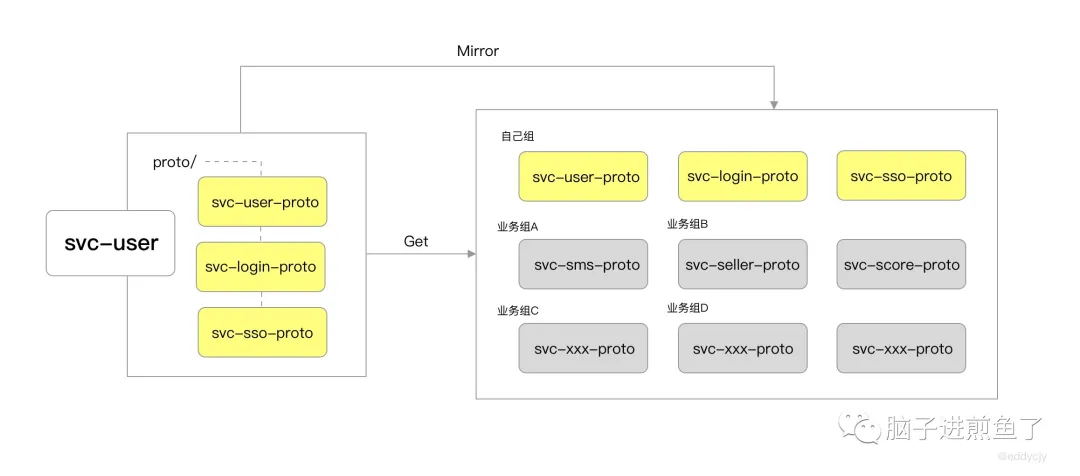 Mirror
proto/
svc-user-proto
svc-user
svc-login-proto
svc-sso-proto
Get
自己组
svc-user-proto
svc-login-proto
svc-sso-proto
业务组A
业务组B
svc-sms-proto
svc-seller-proto
svc-score-proto
业务组C
业务组D
svc-xxx-proto
svc-xxx-proto
svc-xxx-proto
脑子进煎鱼了
@eddycjy